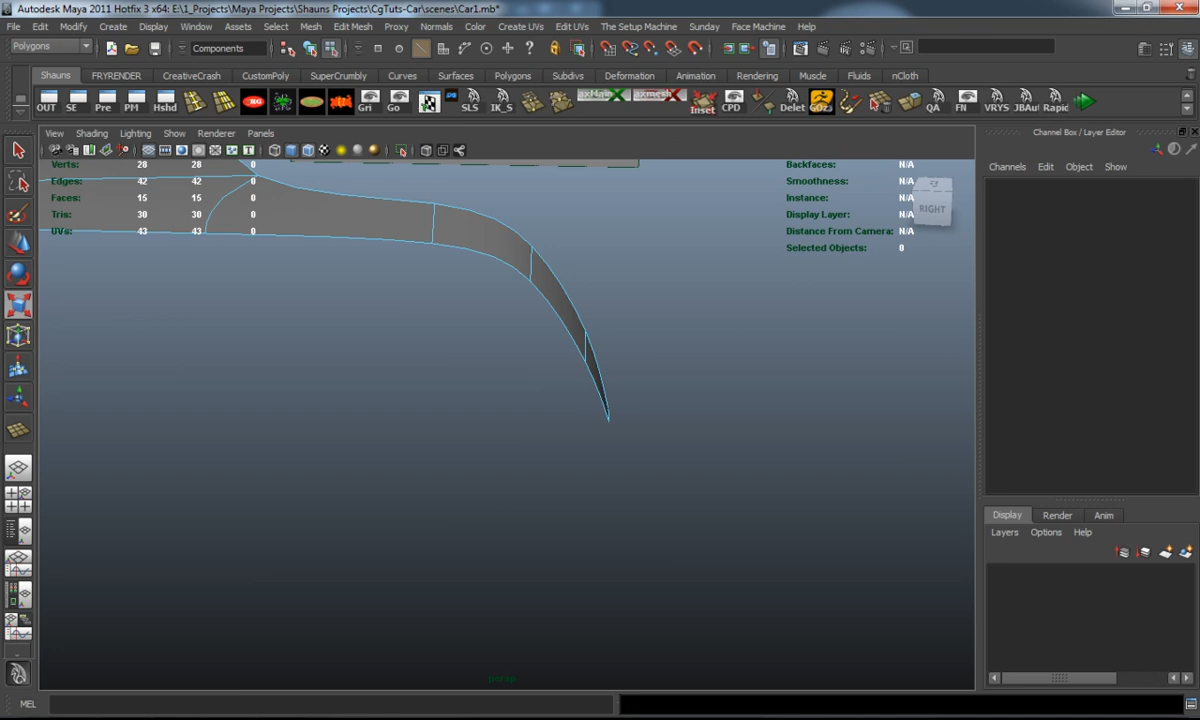 Autodesk Maya 2011 Hotfix 3 x64: E:\1_Projects\Maya Projects\Shauns Projects\CgTuts-Car\scenes\Car1.mb*
File Edit Modify Create Display Window Assets Select Mesh Edit Mesh Proxy Normals Color Create UVs Edit UVs The Setup Machine Sunday Face Machine Help
Polygons Components
Shauns FRYRENDER CreativeCrash CustomPoly SuperCrumbly Curves Surfaces Polygons Subdivs Deformation Animation Rendering Muscle Fluids nCloth
OUT SE Pre PM Hshd Gri Go SLS IK_S Inset CPD Delet GOz3 QA FN VRYS JBAut Rapic
View Shading Lighting Show Renderer Panels
Channel Box / Layer Editor
Channels Edit Object Show
Verts: 28 28 0
Edges: 42 42 0
Faces: 15 15 0
Tris: 30 30 0
UVs: 43 43 0
Backfaces: N/A
Smoothness: N/A
Instance: N/A
Display Layer: N/A
Distance From Camera: N/A
Selected Objects: 0
RIGHT
Display Render Anim
Layers Options Help
persp
MEL